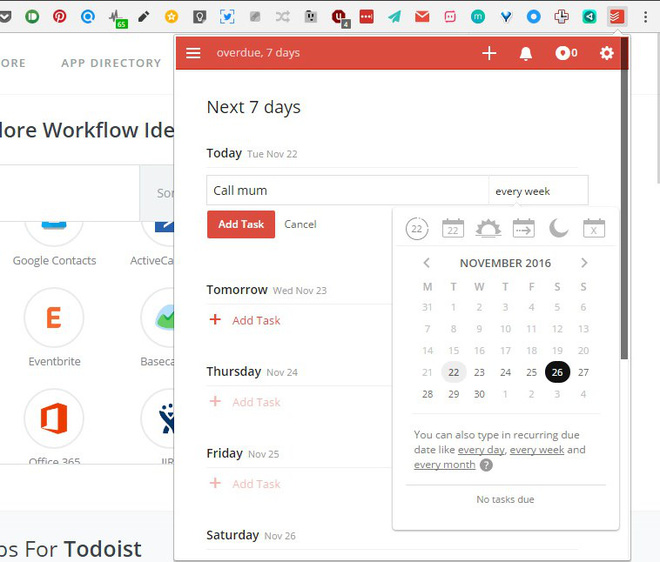 65
4
ORE
APP DIRECTORY
overdue, 7 days
0
lore Workflow Ide
Next 7 days
Today Tue Nov 22
Sor
Call mum
every week
Add Task
Cancel
22
22
X
Google Contacts
ActiveCa
NOVEMBER 2016
M T W T F S S
31 1 2 3 4 5 6
7 8 9 10 11 12 13
14 15 16 17 18 19 20
21 22 23 24 25 26 27
28 29 30 1 2 3 4
Tomorrow Wed Nov 23
+ Add Task
E
Eventbrite
Baseca
Thursday Nov 24
+ Add Task
You can also type in recurring due
date like every day, every week and
every month ?
Friday Nov 25
Office 365
JIR
+ Add Task
No tasks due
Saturday Nov 26
ps For Todoist